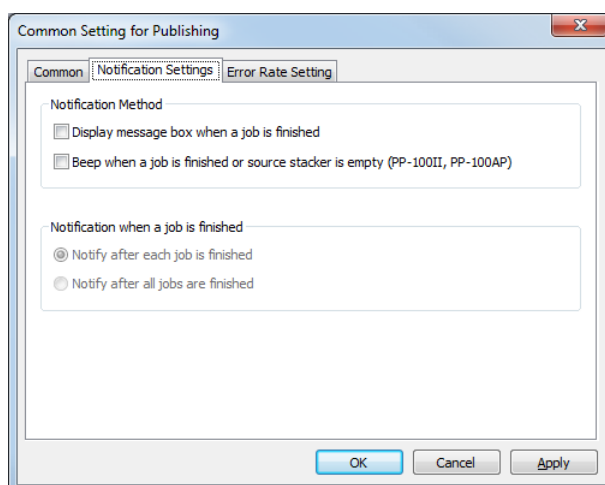 Common Setting for Publishing
Common
Notification Settings
Error Rate Setting
Notification Method
Display message box when a job is finished
Beep when a job is finished or source stacker is empty (PP-100II, PP-100AP)
Notification when a job is finished
Notify after each job is finished
Notify after all jobs are finished
OK
Cancel
Apply